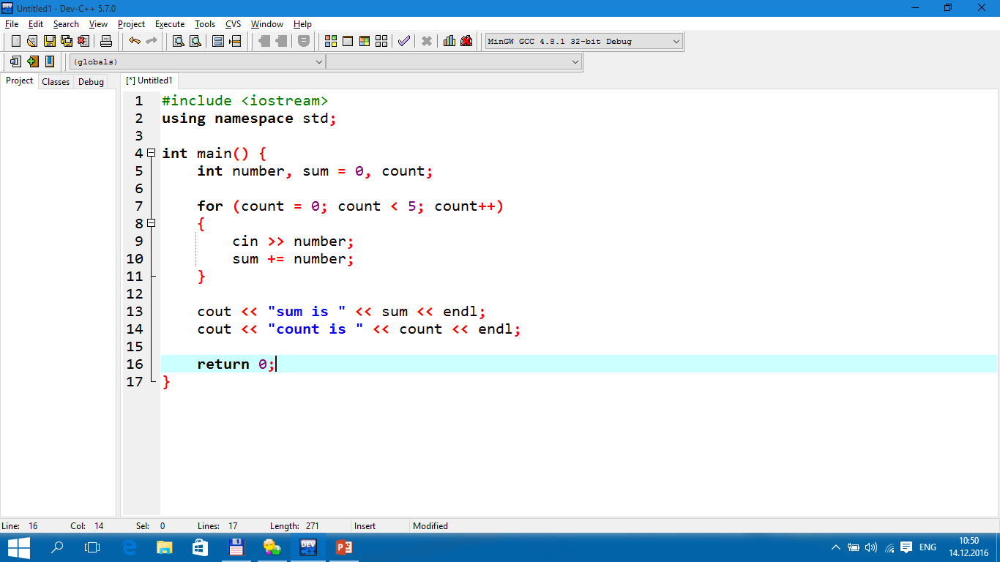 Untitled1 - Dev-C++ 5.7.0
File Edit Search View Project Execute Tools CVS Window Help
MinGW GCC 4.8.1 32-bit Debug
(globals)
Project Classes Debug [*] Untitled1
1 #include <iostream>
2 using namespace std;
3
4 int main() {
5     int number, sum = 0, count;
6
7     for (count = 0; count < 5; count++)
8     {
9         cin >> number;
10         sum += number;
11     }
12
13     cout << "sum is " << sum << endl;
14     cout << "count is " << count << endl;
15
16     return 0;
17 }
Line: 16 Col: 14 Sel: 0 Lines: 17 Length: 271 Insert Modified
DEV C++
ENG
10:50
14.12.2016